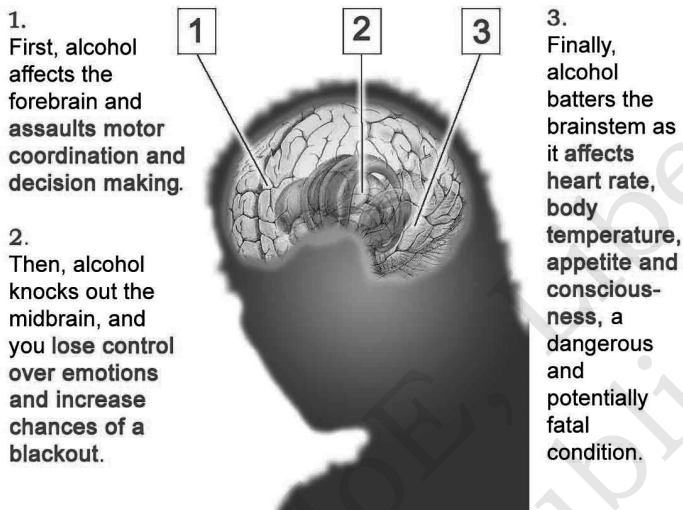 1.
First, alcohol
affects the
forebrain and
assaults motor
coordination and
decision making.
2.
Then, alcohol
knocks out the
midbrain, and
you lose control
over emotions
and increase
chances of a
blackout.
1
2
3
3.
Finally,
alcohol
batters the
brainstem as
it affects
heart rate,
body
temperature,
appetite and
conscious-
ness, a
dangerous
and
potentially
fatal
condition.